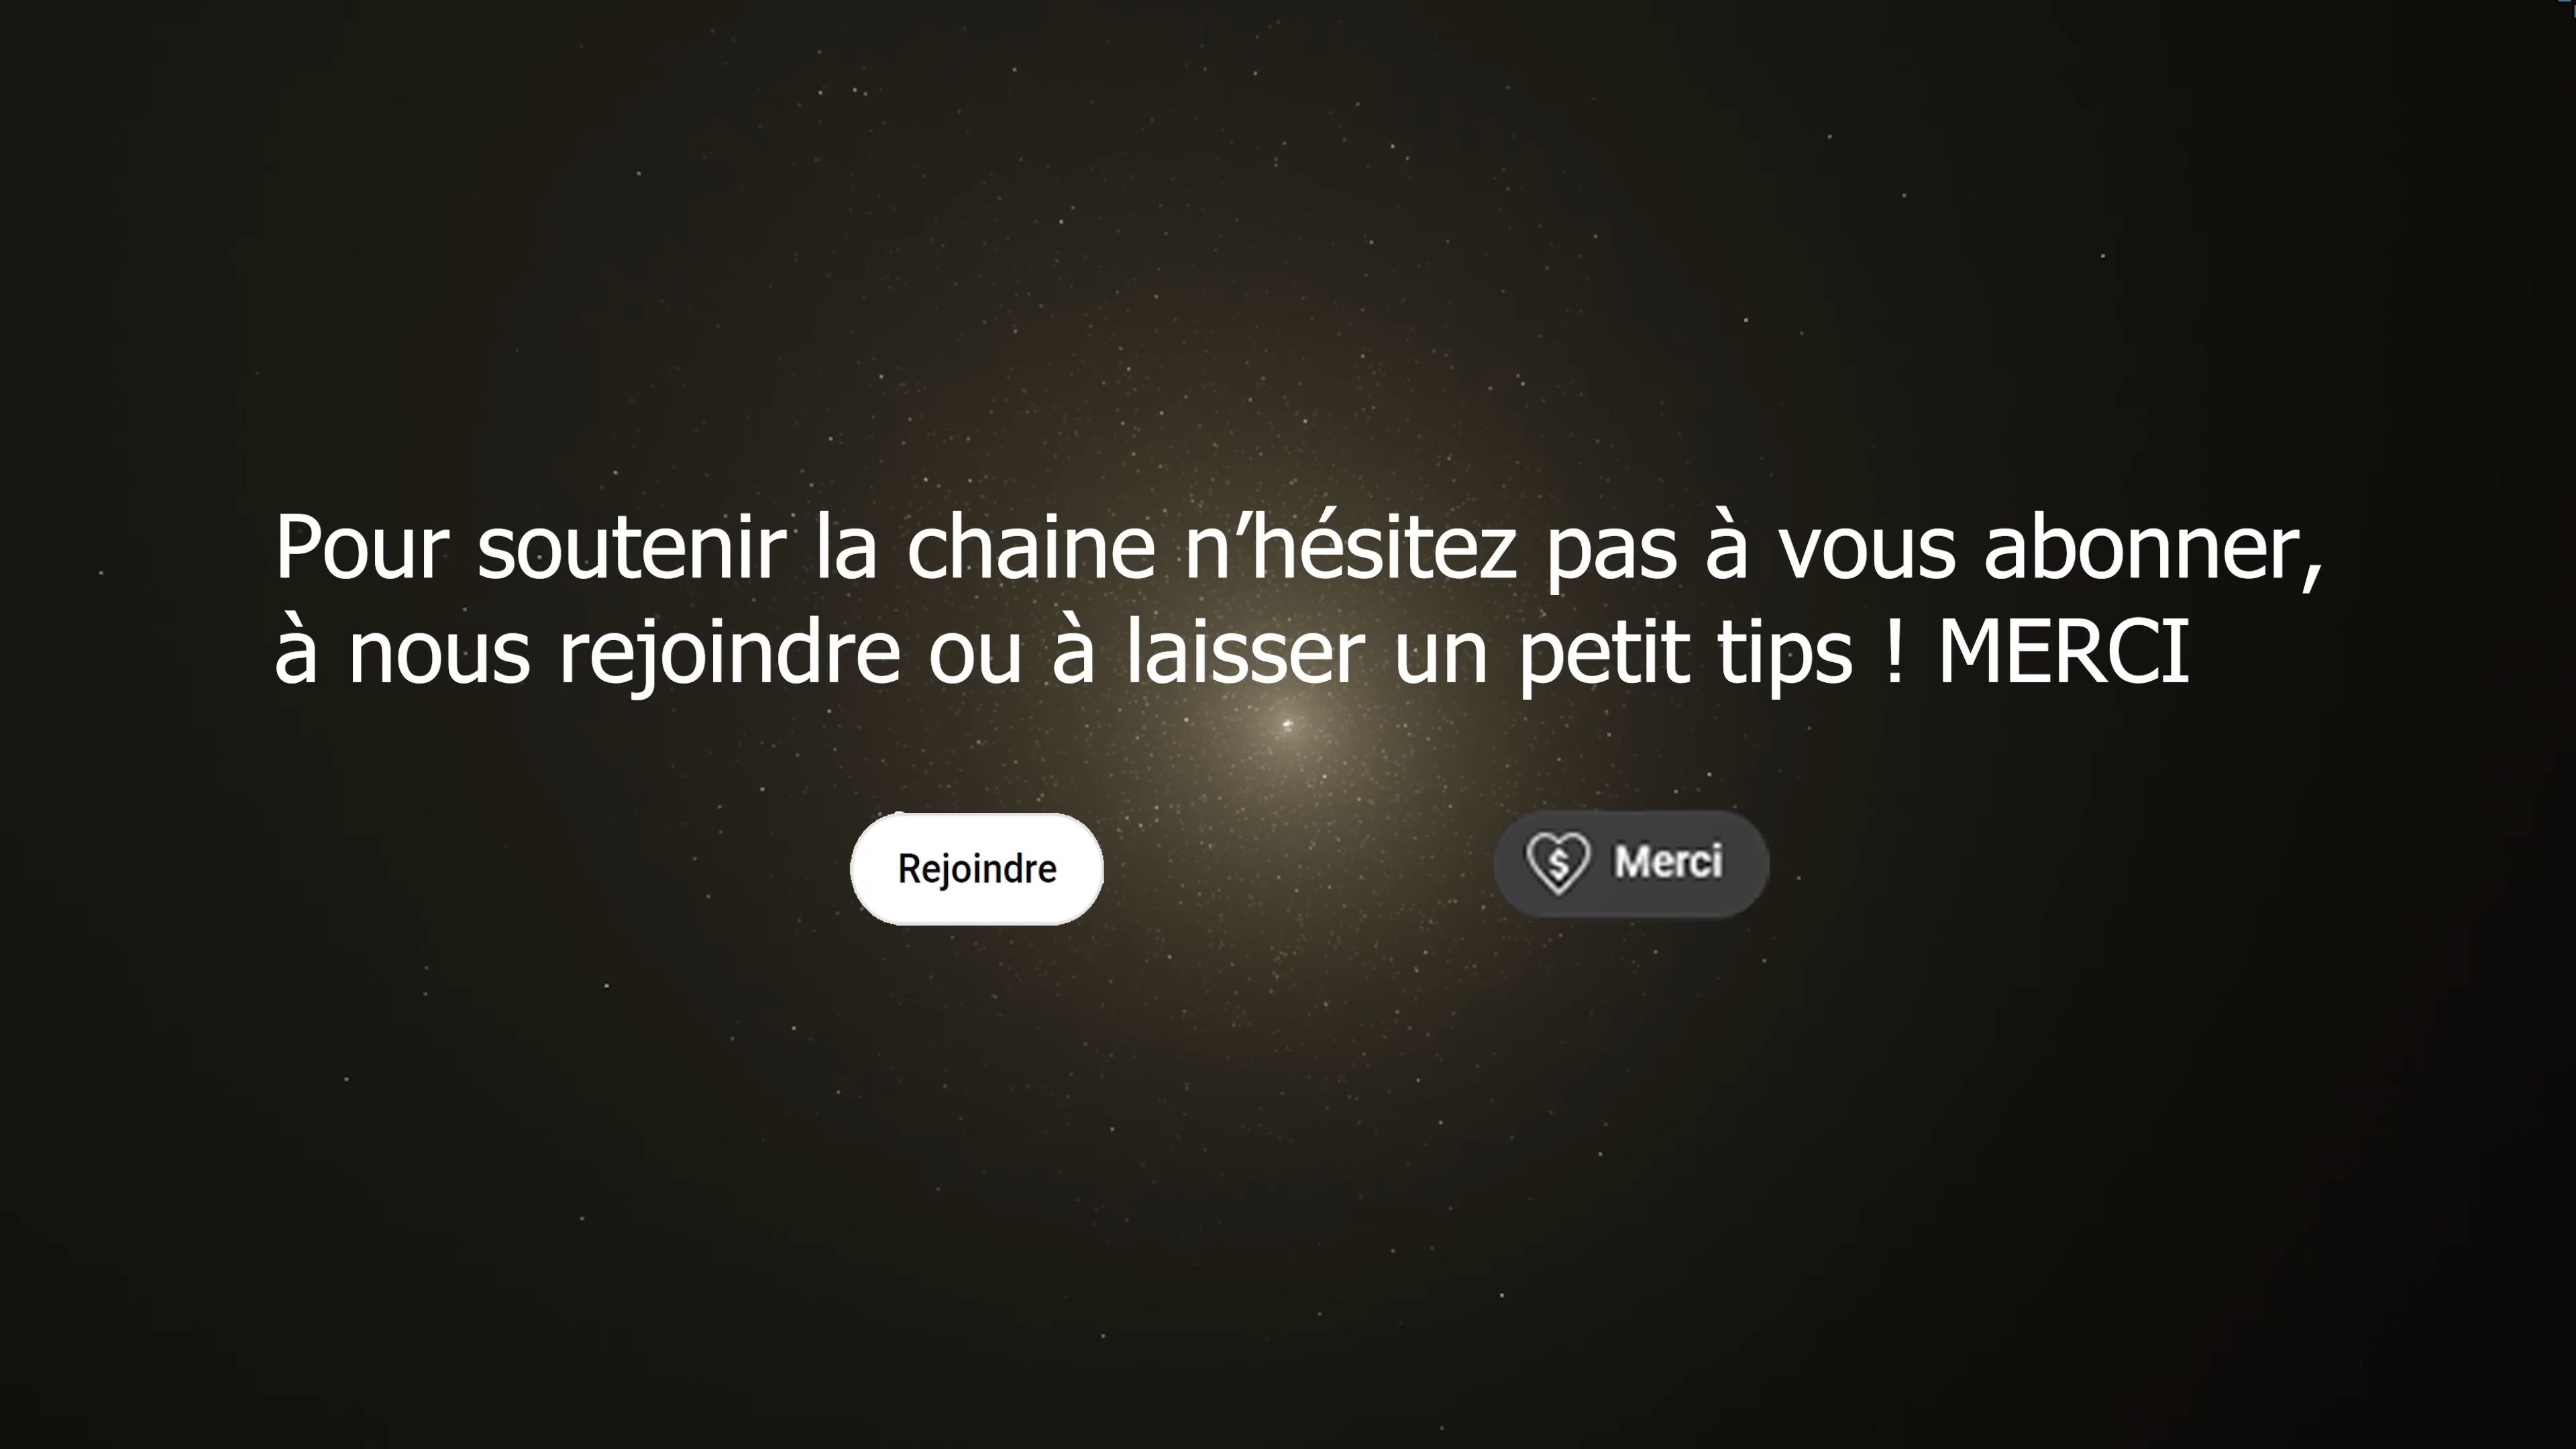 Pour soutenir la chaine n’hésitez pas à vous abonner,
à nous rejoindre ou à laisser un petit tips ! MERCI
Rejoindre
$ Merci